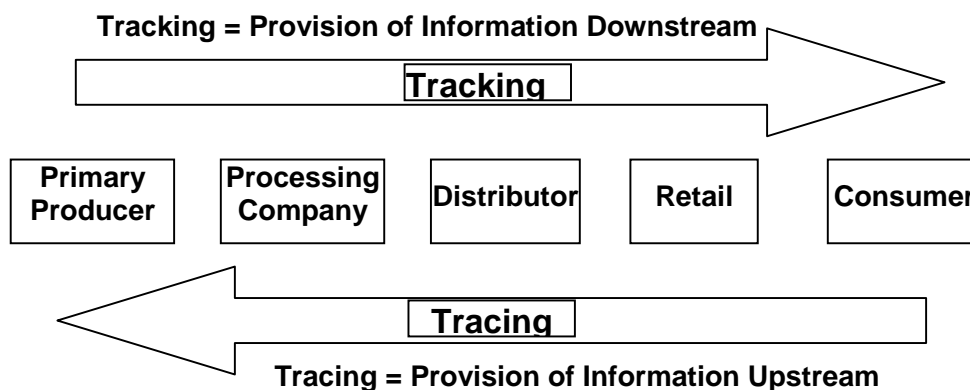 Tracking = Provision of Information Downstream
Tracking
Primary
Producer
Processing
Company
Distributor
Retail
Consumer
Tracing
Tracing = Provision of Information Upstream